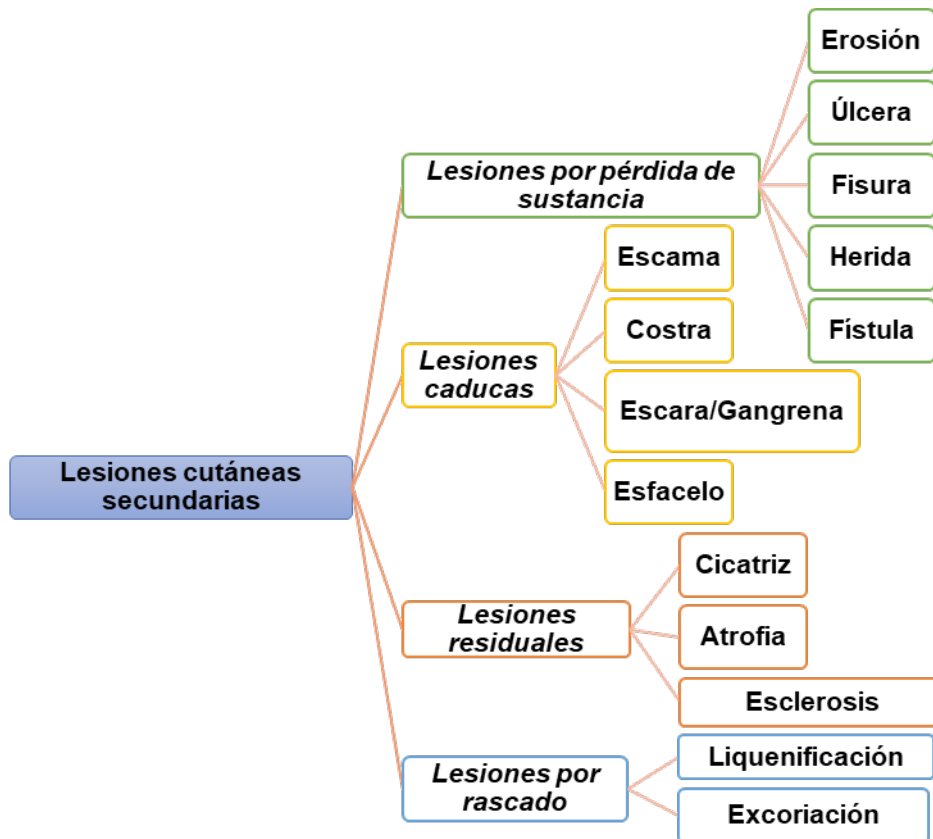 Lesiones cutáneas
secundarias
Lesiones por pérdida de
sustancia
Erosión
Úlcera
Fisura
Herida
Fístula
Lesiones
caducas
Escama
Costra
Escara/Gangrena
Esfacelo
Lesiones
residuales
Cicatriz
Atrofia
Esclerosis
Lesiones por
rascado
Liquenificación
Excoriación